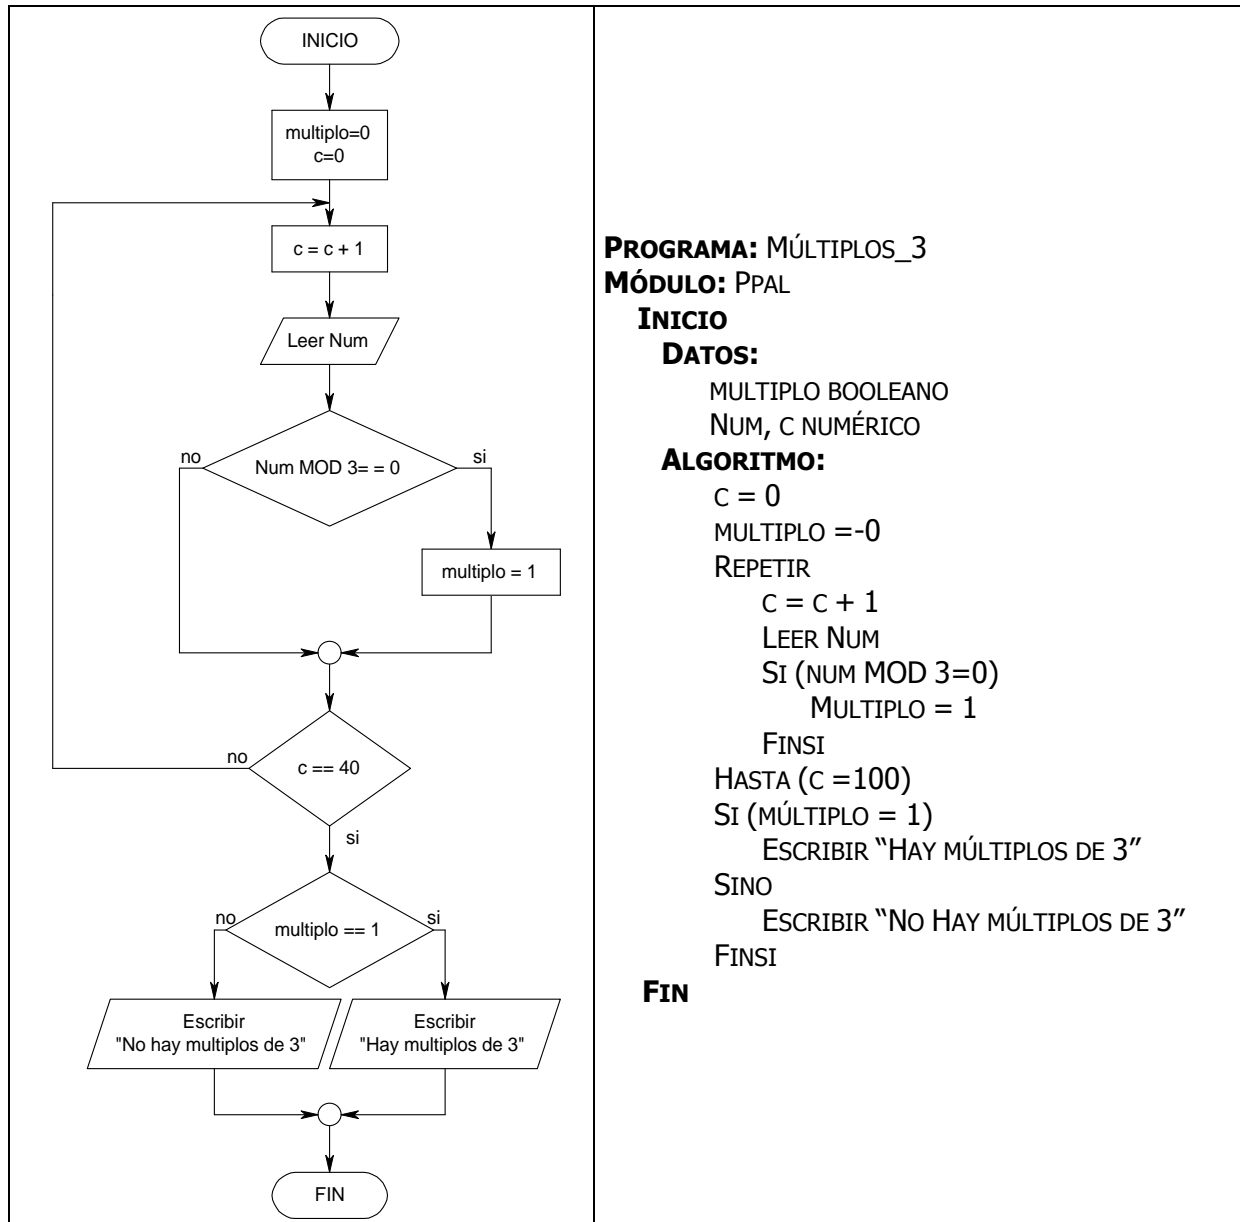 INICIO
multiplo=0
c=0
c = c + 1
Leer Num
no
Num MOD 3= = 0
si
multiplo = 1
no
c == 40
si
no
multiplo == 1
si
Escribir
"No hay multiplos de 3"
Escribir
"Hay multiplos de 3"
FIN
PROGRAMA: MÚLTIPLOS_3
MÓDULO: PPAL
INICIO
DATOS:
MULTIPLO BOOLEANO
NUM, C NUMÉRICO
ALGORITMO:
C = 0
MULTIPLO =-0
REPETIR
C = C + 1
LEER NUM
SI (NUM MOD 3=0)
MULTIPLO = 1
FINSI
HASTA (C =100)
SI (MÚLTIPLO = 1)
ESCRIBIR “HAY MÚLTIPLOS DE 3”
SINO
ESCRIBIR “NO HAY MÚLTIPLOS DE 3”
FINSI
FIN